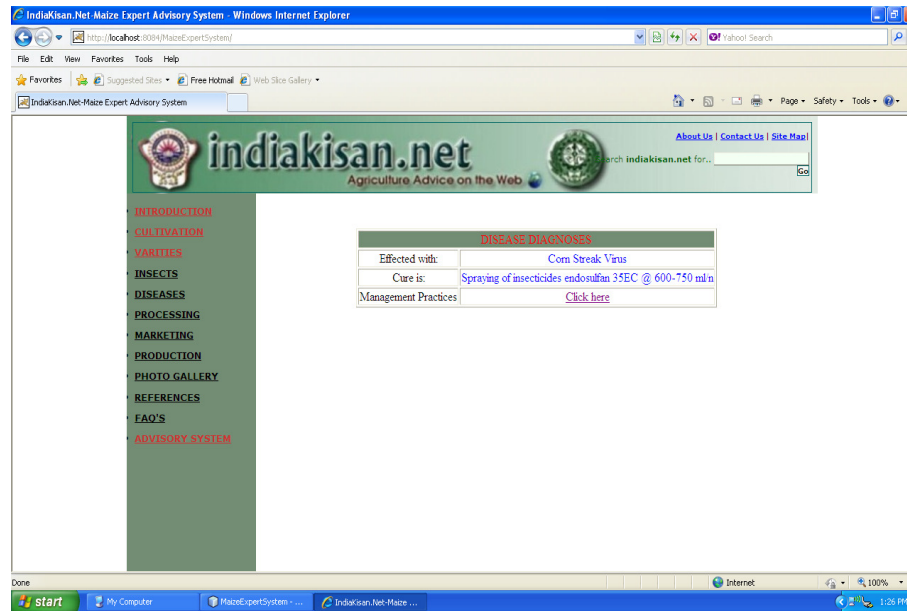 IndiaKisan.Net-Maize Expert Advisory System - Windows Internet Explorer
http://localhost:8084/MaizeExpertSystem/
Yahoo! Search
File Edit View Favorites Tools Help
Favorites Suggested Sites Free Hotmail Web Slice Gallery
IndiaKisan.Net-Maize Expert Advisory System
Page Safety Tools
About Us | Contact Us | Site Map
indiakisan.net
arch indiakisan.net for..
Go
Agriculture Advice on the Web
INTRODUCTION
CULTIVATION
VARITIES
INSECTS
DISEASES
PROCESSING
MARKETING
PRODUCTION
PHOTO GALLERY
REFERENCES
FAQ'S
ADVISORY SYSTEM
DISEASE DIAGNOSES
Effected with: Corn Streak Virus
Cure is: Spraying of insecticides endosulfan 35EC @ 600-750 ml/n
Management Practices Click here
Done
Internet
100%
start My Computer MaizeExpertSystem - ... IndiaKisan.Net-Maize ... 1:26 PM